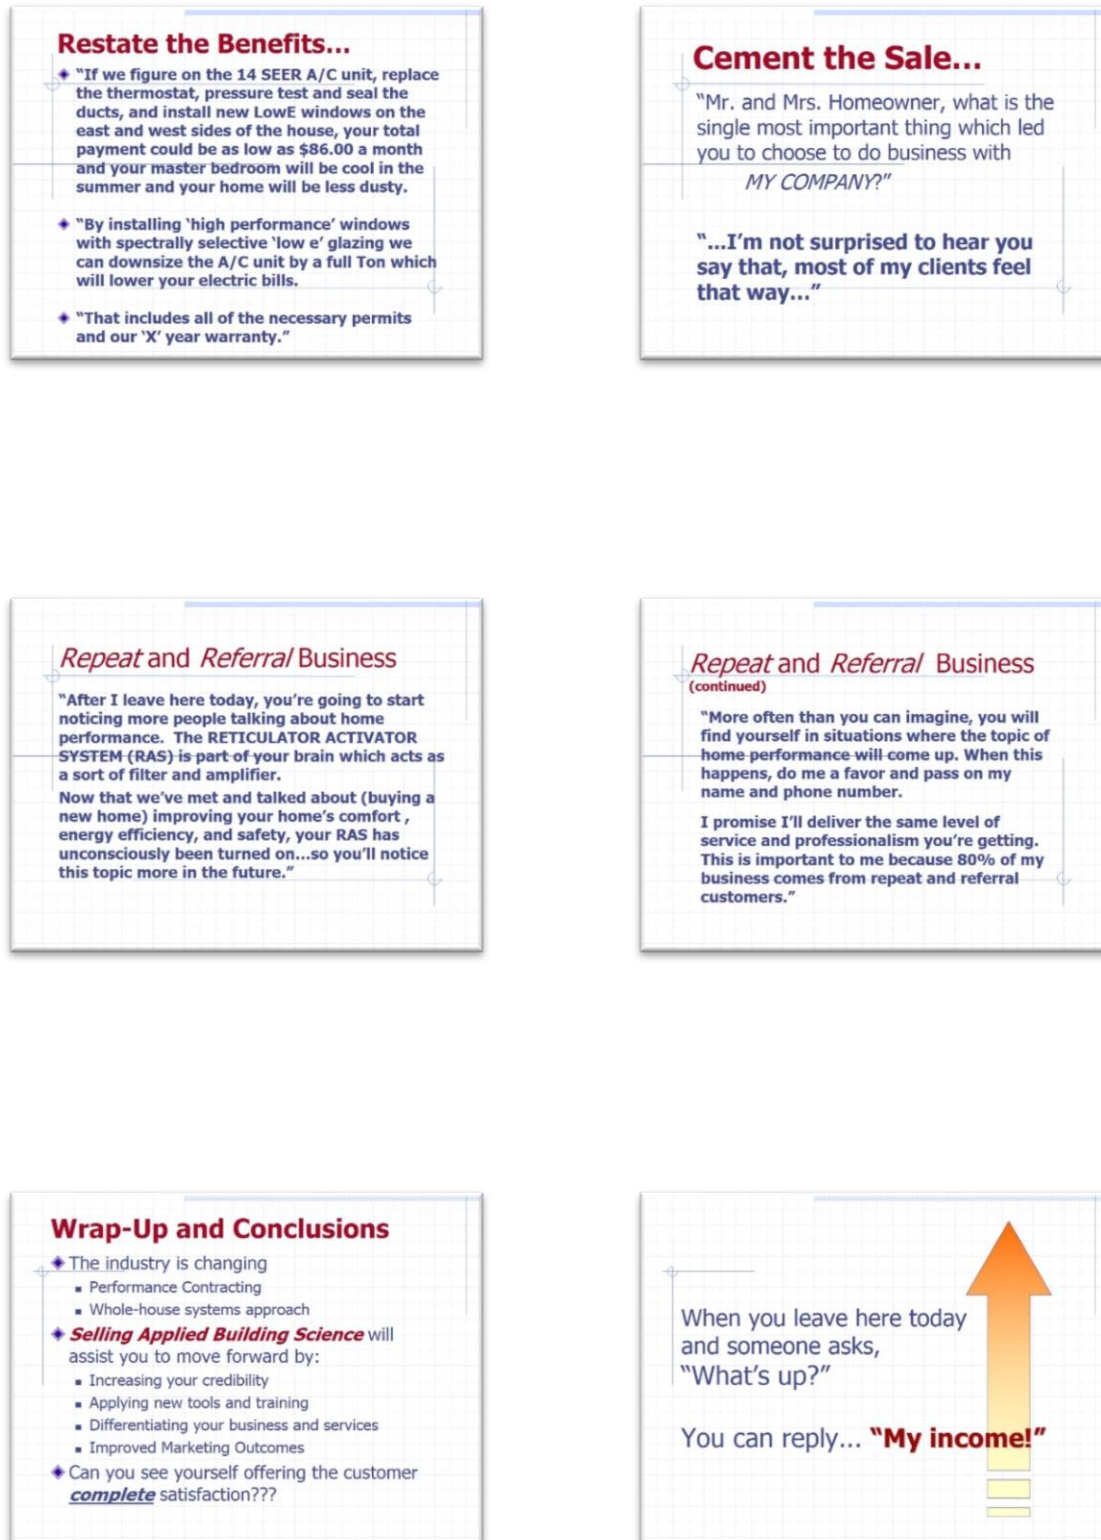 Restate the Benefits...
"If we figure on the 14 SEER A/C unit, replace
the thermostat, pressure test and seal the
ducts, and install new LowE windows on the
east and west sides of the house, your total
payment could be as low as $86.00 a month
and your master bedroom will be cool in the
summer and your home will be less dusty.
"By installing ‘high performance’ windows
with spectrally selective ‘low e’ glazing we
can downsize the A/C unit by a full Ton which
will lower your electric bills.
"That includes all of the necessary permits
and our ‘X’ year warranty."
Cement the Sale...
"Mr. and Mrs. Homeowner, what is the
single most important thing which led
you to choose to do business with
MY COMPANY?"
"...I’m not surprised to hear you
say that, most of my clients feel
that way..."
Repeat and Referral Business
"After I leave here today, you’re going to start
noticing more people talking about home
performance. The RETICULATOR ACTIVATOR
SYSTEM (RAS) is part of your brain which acts as
a sort of filter and amplifier.
Now that we’ve met and talked about (buying a
new home) improving your home’s comfort ,
energy efficiency, and safety, your RAS has
unconsciously been turned on...so you’ll notice
this topic more in the future."
Repeat and Referral Business
(continued)
"More often than you can imagine, you will
find yourself in situations where the topic of
home performance will come up. When this
happens, do me a favor and pass on my
name and phone number.
I promise I’ll deliver the same level of
service and professionalism you’re getting.
This is important to me because 80% of my
business comes from repeat and referral
customers."
Wrap-Up and Conclusions
The industry is changing
Performance Contracting
Whole-house systems approach
Selling Applied Building Science will
assist you to move forward by:
Increasing your credibility
Applying new tools and training
Differentiating your business and services
Improved Marketing Outcomes
Can you see yourself offering the customer
complete satisfaction???
When you leave here today
and someone asks,
"What’s up?"
You can reply... "My income!"